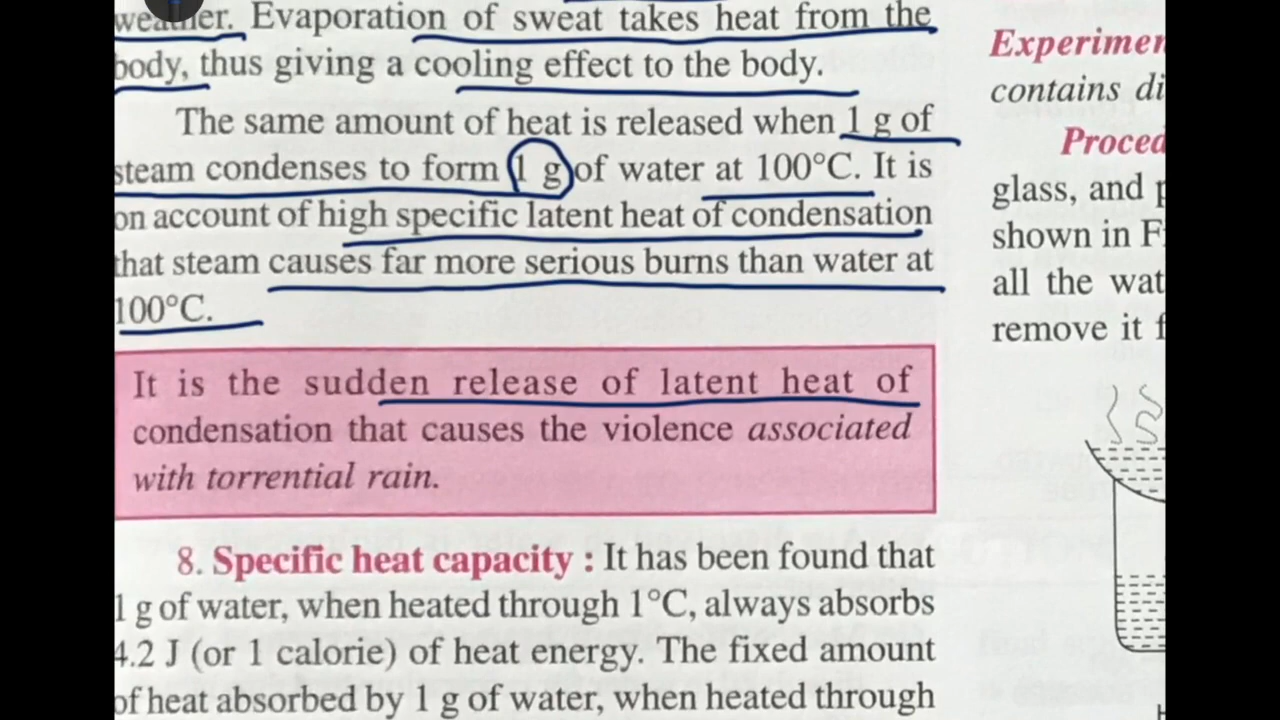 weather. Evaporation of sweat takes heat from the
body, thus giving a cooling effect to the body.
The same amount of heat is released when 1 g of
steam condenses to form 1 g of water at 100°C. It is
on account of high specific latent heat of condensation
that steam causes far more serious burns than water at
100°C.
It is the sudden release of latent heat of
condensation that causes the violence associated
with torrential rain.
8. Specific heat capacity : It has been found that
1 g of water, when heated through 1°C, always absorbs
4.2 J (or 1 calorie) of heat energy. The fixed amount
of heat absorbed by 1 g of water, when heated through
Experimen
contains di
Proced
glass, and p
shown in Fi
all the wat
remove it f